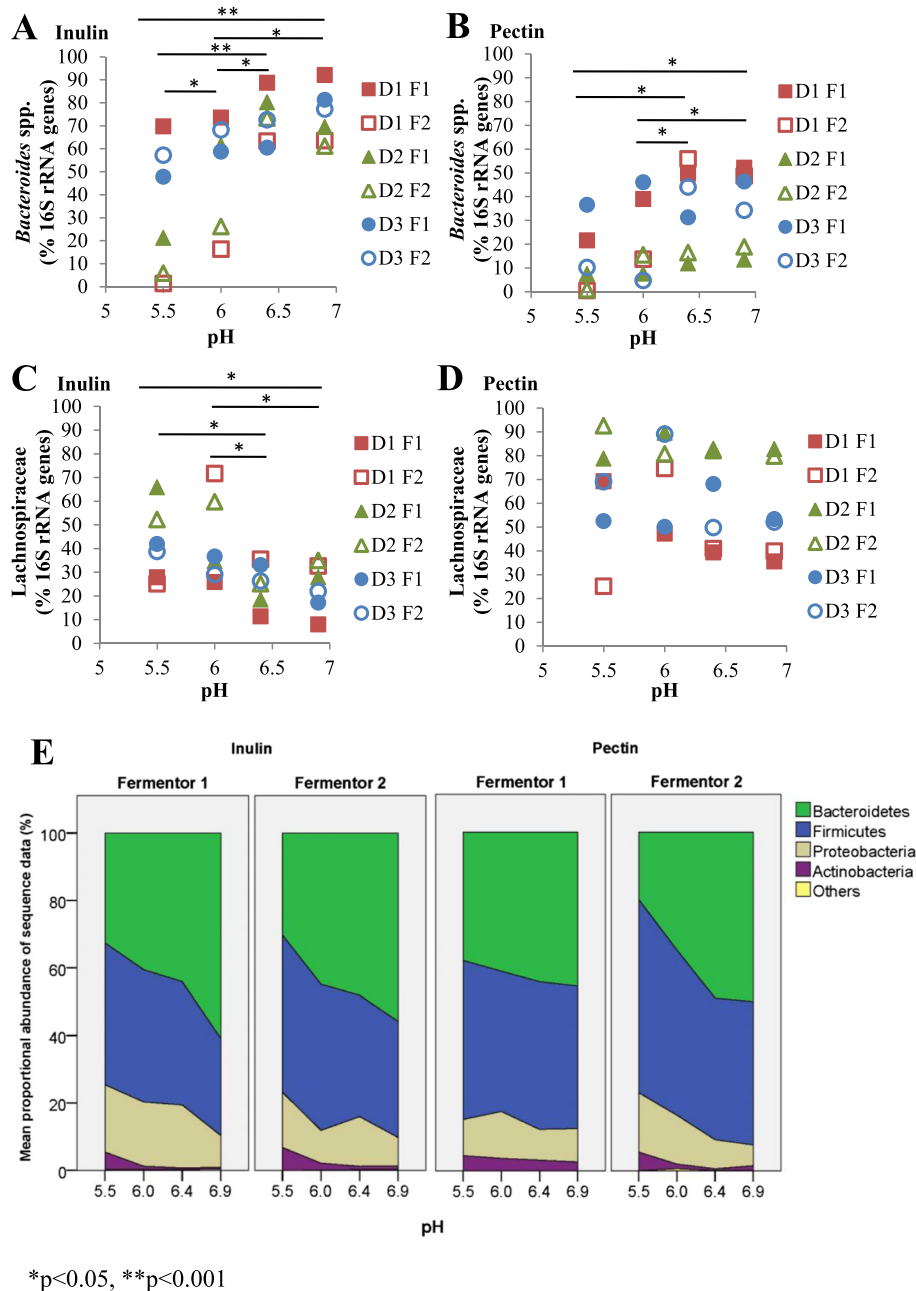 A Inulin
** 
*
**
*
*
Bacteroides spp.
(% 16S rRNA genes)
100
90
80
70
60
50
40
30
20
10
0
5 5.5 6 6.5 7
pH
D1 F1
D1 F2
D2 F1
D2 F2
D3 F1
D3 F2
B Pectin
*
*
*
*
Bacteroides spp.
(% 16S rRNA genes)
100
90
80
70
60
50
40
30
20
10
0
5 5.5 6 6.5 7
pH
D1 F1
D1 F2
D2 F1
D2 F2
D3 F1
D3 F2
C Inulin
*
*
*
*
Lachnospiraceae
(% 16S rRNA genes)
100
90
80
70
60
50
40
30
20
10
0
5 5.5 6 6.5 7
pH
D1 F1
D1 F2
D2 F1
D2 F2
D3 F1
D3 F2
D Pectin
Lachnospiraceae
(% 16S rRNA genes)
100
90
80
70
60
50
40
30
20
10
0
5 5.5 6 6.5 7
pH
D1 F1
D1 F2
D2 F1
D2 F2
D3 F1
D3 F2
E
Inulin Pectin
Fermentor 1 Fermentor 2 Fermentor 1 Fermentor 2
Mean proportional abundance of sequence data (%)
100
80
60
40
20
0
5.5 6.0 6.4 6.9 5.5 6.0 6.4 6.9 5.5 6.0 6.4 6.9 5.5 6.0 6.4 6.9
pH
Bacteroidetes
Firmicutes
Proteobacteria
Actinobacteria
Others
*p<0.05, **p<0.001